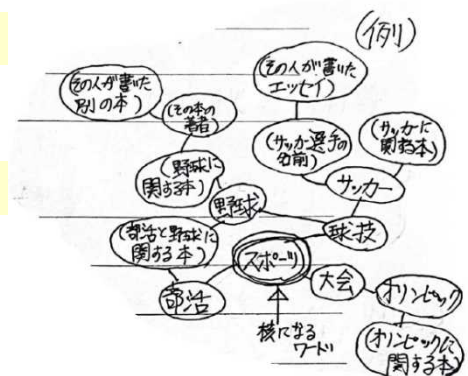 (例)
(その人が書いた
エッセイ)
(その人が書いた
別の本)
(その本の
著者)
(サッカー選手の
名前)
(サッカーに
関する本)
(野球に
関する本)
サッカー
野球
球技
(部活と野球に
関する本)
スポーツ
大会
オリンピック
部活
核になる
ワード!
(オリンピックに
関する本)